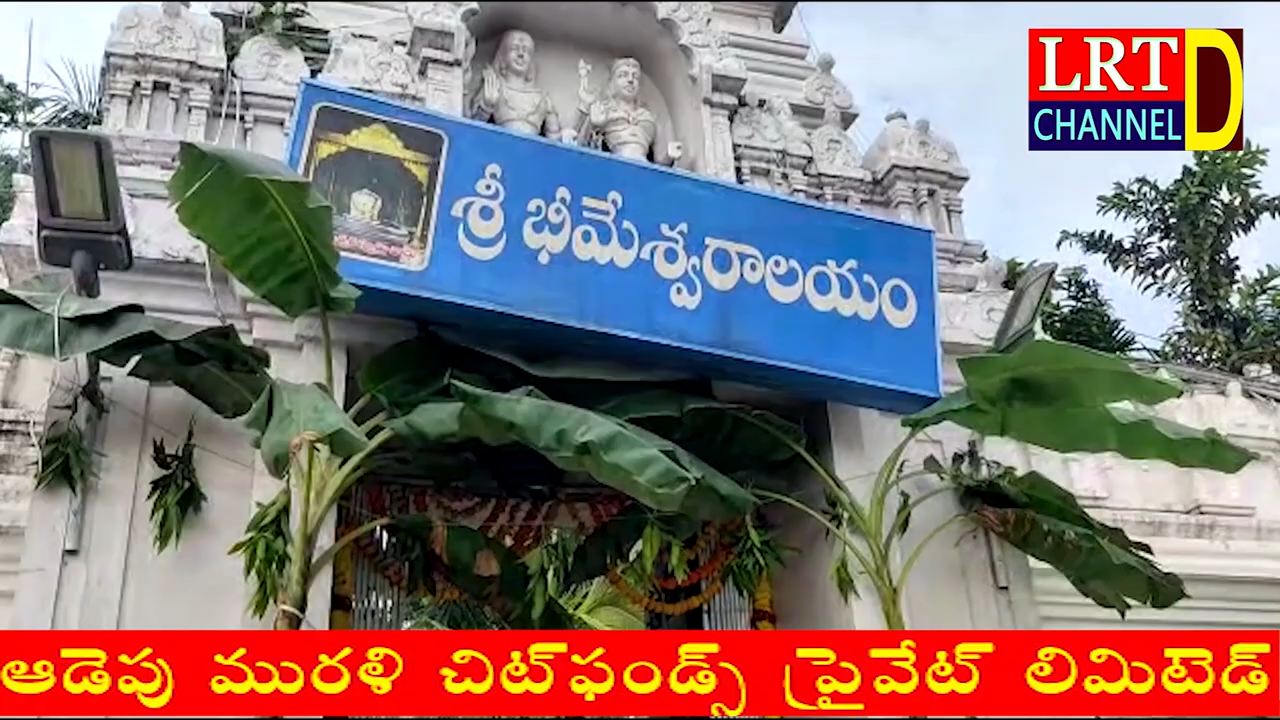 LRT D
CHANNEL
శ్రీ భీమేశ్వరాలయం
ఆడెపు మురళి చిట్‌ఫండ్స్ ప్రైవేట్ లిమిటెడ్